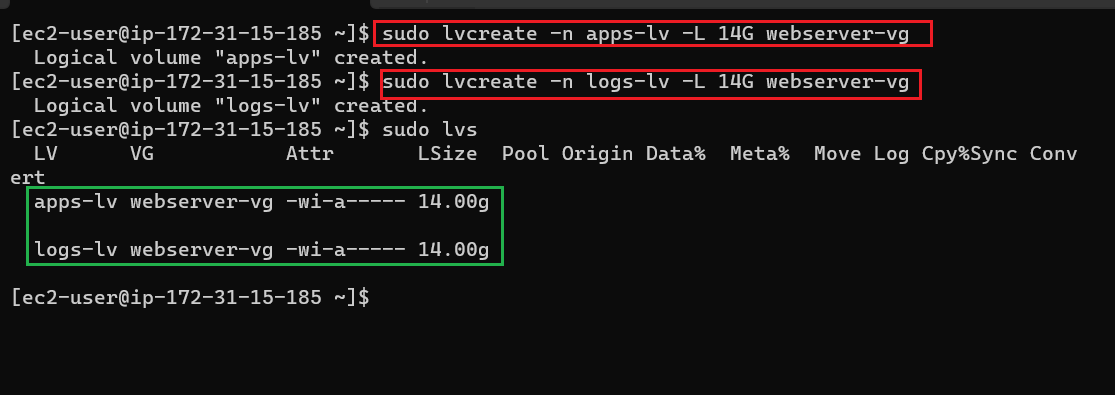 [ec2-user@ip-172-31-15-185 ~]$ sudo lvcreate -n apps-lv -L 14G webserver-vg
  Logical volume "apps-lv" created.
[ec2-user@ip-172-31-15-185 ~]$ sudo lvcreate -n logs-lv -L 14G webserver-vg
  Logical volume "logs-lv" created.
[ec2-user@ip-172-31-15-185 ~]$ sudo lvs
  LV      VG           Attr       LSize  Pool Origin Data%  Meta%  Move Log Cpy%Sync Conv
ert
  apps-lv webserver-vg -wi-a----- 14.00g
  logs-lv webserver-vg -wi-a----- 14.00g
[ec2-user@ip-172-31-15-185 ~]$